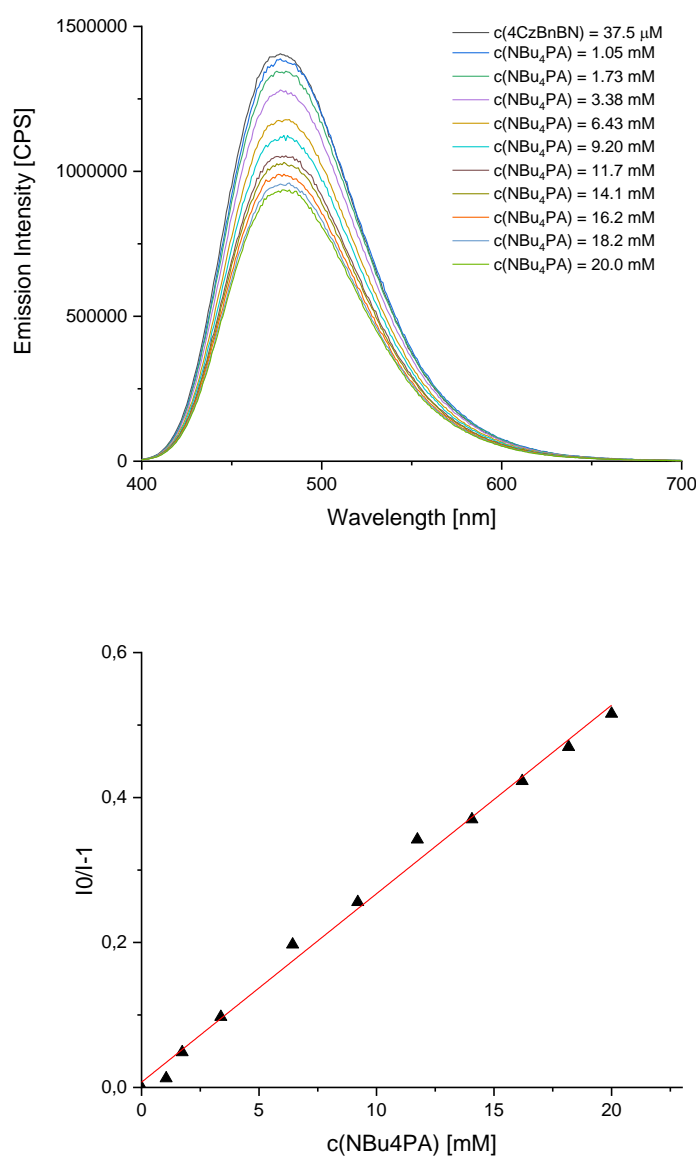 1500000
1000000
500000
0
Emission Intensity [CPS]
c(4CzBnBN) = 37.5 μM
c(NBu₄PA) = 1.05 mM
c(NBu₄PA) = 1.73 mM
c(NBu₄PA) = 3.38 mM
c(NBu₄PA) = 6.43 mM
c(NBu₄PA) = 9.20 mM
c(NBu₄PA) = 11.7 mM
c(NBu₄PA) = 14.1 mM
c(NBu₄PA) = 16.2 mM
c(NBu₄PA) = 18.2 mM
c(NBu₄PA) = 20.0 mM
400 500 600 700
Wavelength [nm]
0,6
0,4
0,2
0,0
I0/I-1
0 5 10 15 20
c(NBu4PA) [mM]